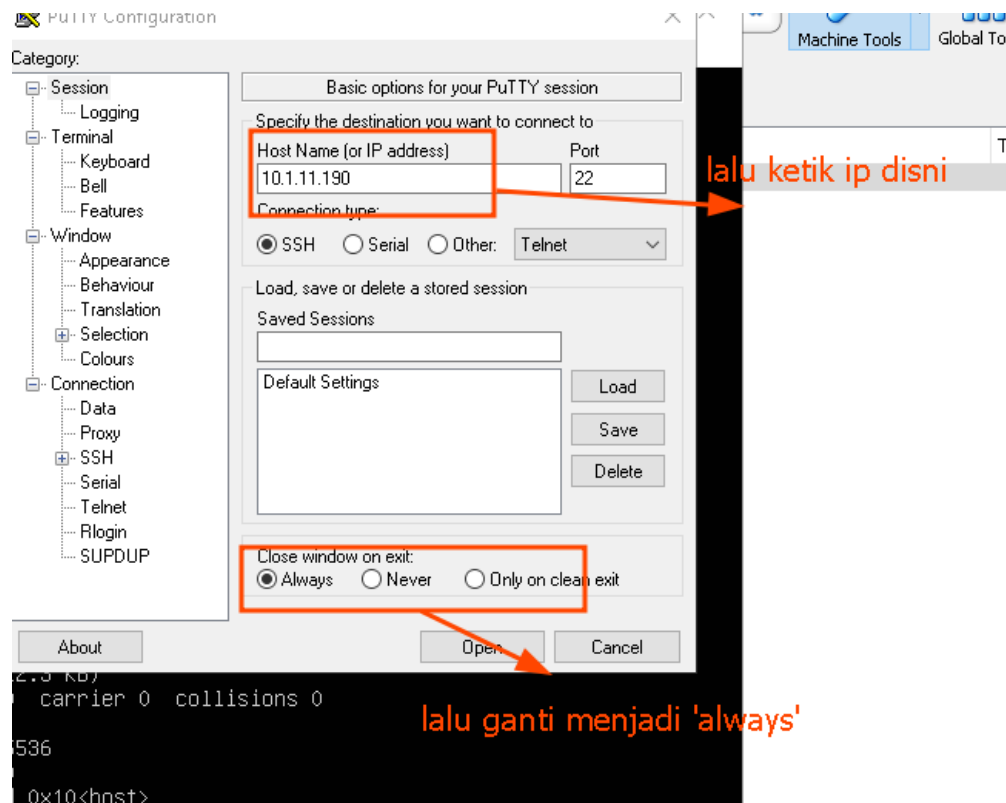 PuTTY Configuration
Machine Tools
Global To
Category:
Session
Logging
Terminal
Keyboard
Bell
Features
Window
Appearance
Behaviour
Translation
Selection
Colours
Connection
Data
Proxy
SSH
Serial
Telnet
Rlogin
SUPDUP
Basic options for your PuTTY session
Specify the destination you want to connect to
Host Name (or IP address) Port
10.1.11.190 22
Connection type:
SSH Serial Other: Telnet
Load, save or delete a stored session
Saved Sessions
Default Settings
Load
Save
Delete
Close window on exit:
Always Never Only on clean exit
About Open Cancel
T
lalu ketik ip disni
lalu ganti menjadi 'always'
carrier 0 collisions 0
536
0x10<host>